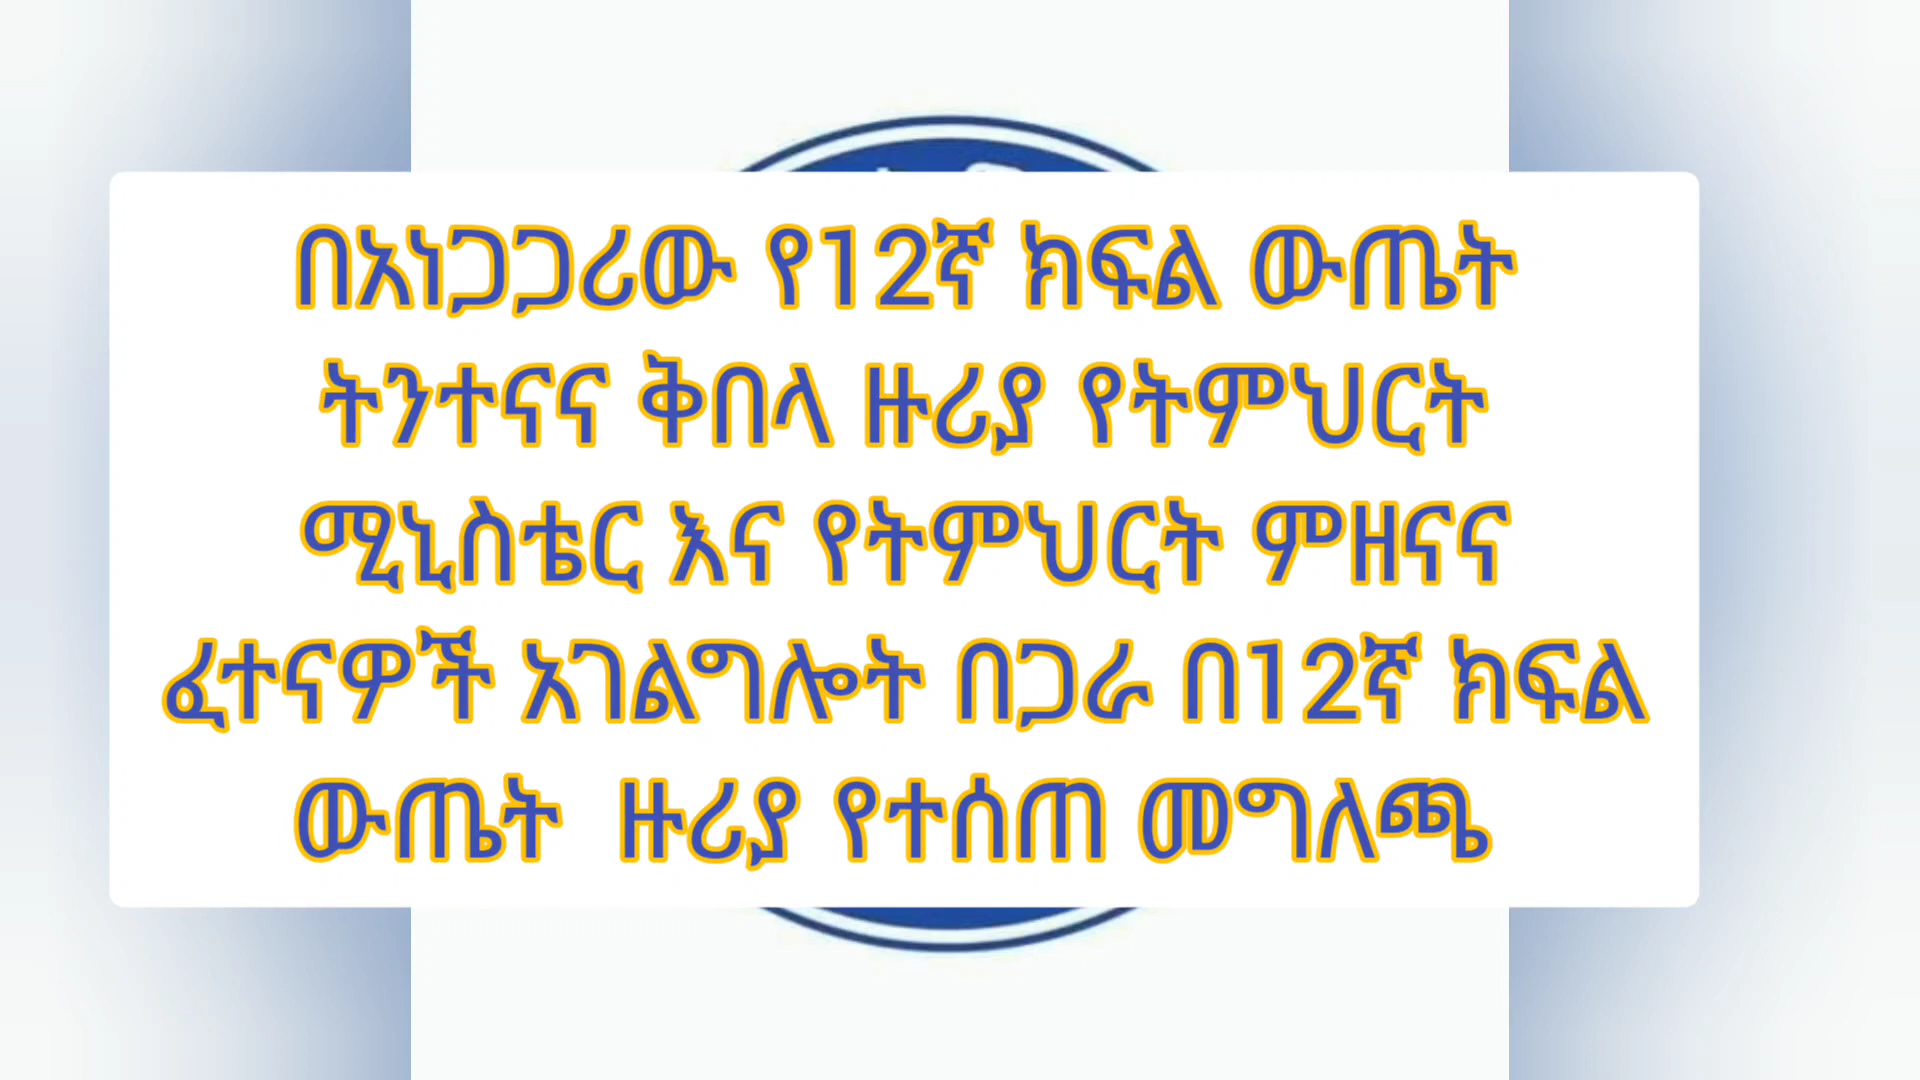 በአነጋጋሪው የ12ኛ ክፍል ውጤት
ትንተናና ቅበላ ዙሪያ የትምህርት
ሚኒስቴር እና የትምህርት ምዘናና
ፈተናዎች አገልግሎት በጋራ በ12ኛ ክፍል
ውጤት ዙሪያ የተሰጠ መግለጫ